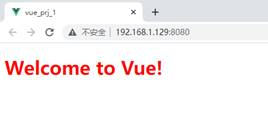 vue_prj_1
不安全 | 192.168.1.129:8080
Welcome to Vue!